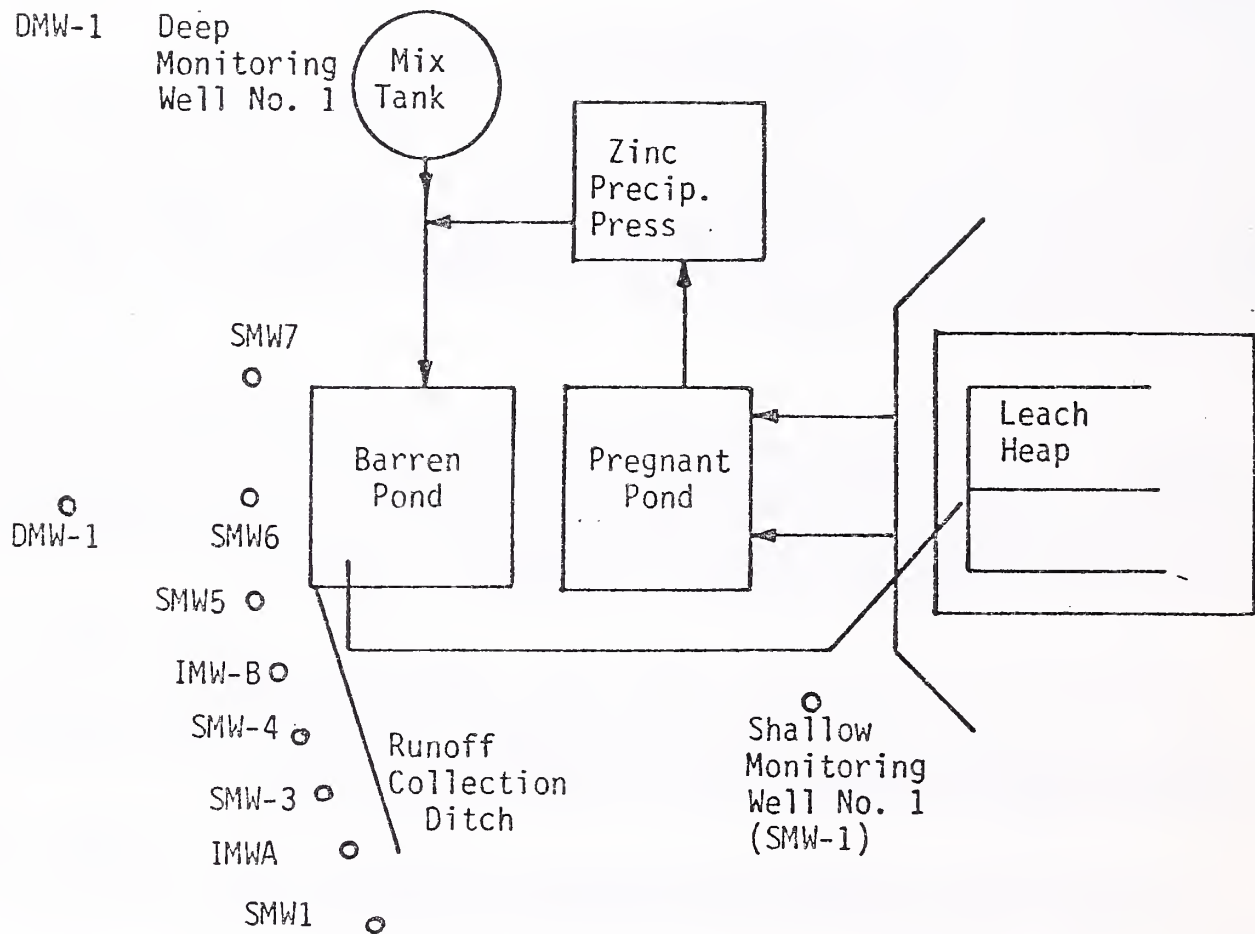 DMW-1 Deep
Monitoring
Well No. 1
Mix
Tank
Zinc
Precip.
Press
SMW7
Barren
Pond
Pregnant
Pond
Leach
Heap
DMW-1
SMW6
SMW5
IMW-B
SMW-4
Runoff
Collection
Ditch
SMW-3
IMWA
SMW1
Shallow
Monitoring
Well No. 1
(SMW-1)